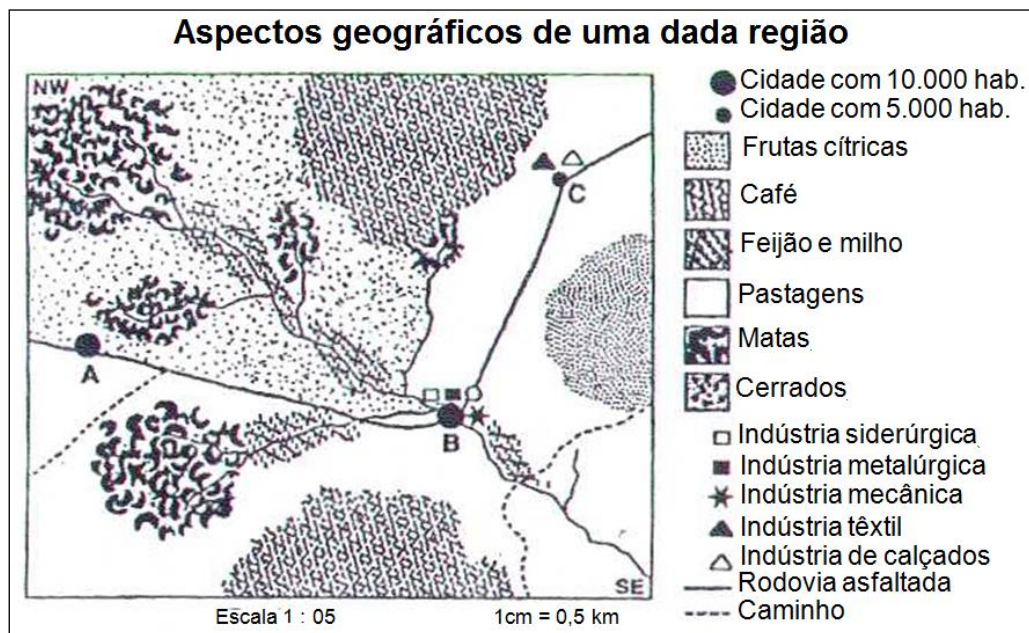 Aspectos geográficos de uma dada região
NW
A
B
C
SE
Cidade com 10.000 hab.
Cidade com 5.000 hab.
Frutas cítricas
Café
Feijão e milho
Pastagens
Matas
Cerrados
Indústria siderúrgica
Indústria metalúrgica
Indústria mecânica
Indústria têxtil
Indústria de calçados
Rodovia asfaltada
Caminho
Escala 1 : 05 1cm = 0,5 km